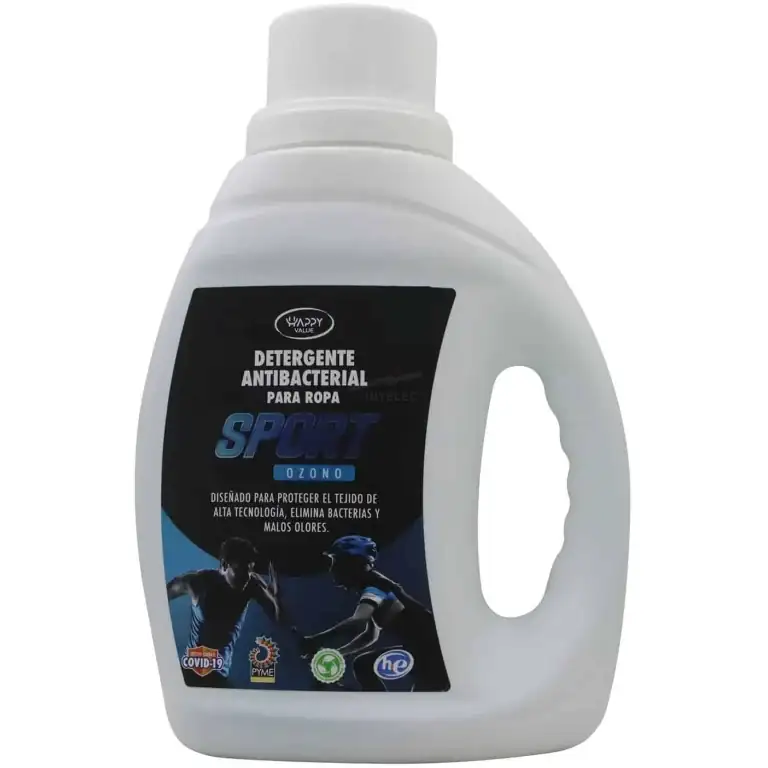 HAPPY
VALUE
DETERGENTE
ANTIBACTERIAL
PARA ROPA
SPORT
OZONO
DISEÑADO PARA PROTEGER EL TEJIDO DE
ALTA TECNOLOGÍA, ELIMINA BACTERIAS Y
MALOS OLORES.
COVID-19
PYME
he